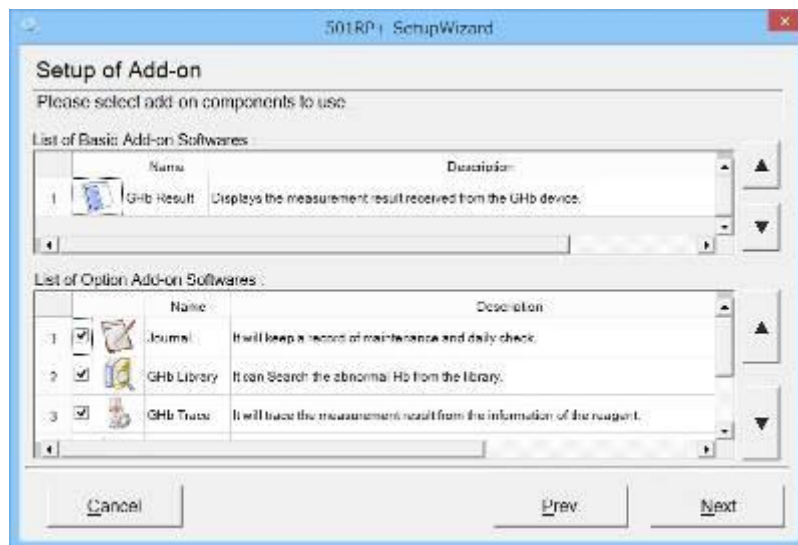 501RP+ SetupWizard
Setup of Add-on
Please select add on components to use
List of Basic Add-on Softwares :
Name Description
1 GHb Result Displays the measurement result received from the GHb device.
List of Option Add-on Softwares :
Name Description
1 Journal It will keep a record of maintenance and daily check.
2 GHb Library It can Search the abnormal Hb from the library.
3 GHb Trace It will trace the measurement result from the information of the reagent.
Cancel Prev Next